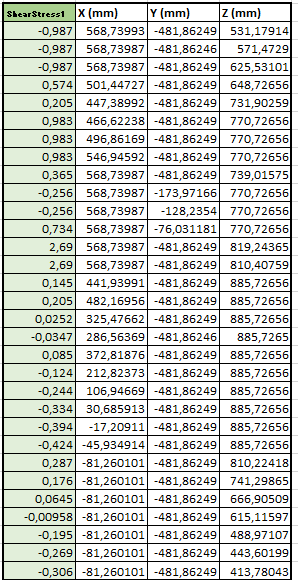 ShearStress1 X (mm) Y (mm) Z (mm)
-0,987 568,73993 -481,86249 531,17914
-0,987 568,73987 -481,86246 571,4729
-0,987 568,73987 -481,86249 625,53101
0,574 501,44727 -481,86249 648,72656
0,205 447,38992 -481,86249 731,90259
0,983 466,62238 -481,86249 770,72656
0,983 496,86169 -481,86249 770,72656
0,983 546,94592 -481,86249 770,72656
0,365 568,73987 -481,86249 739,01575
-0,256 568,73987 -173,97166 770,72656
-0,256 568,73987 -128,2354 770,72656
0,734 568,73987 -76,031181 770,72656
2,69 568,73987 -481,86249 819,24365
2,69 568,73987 -481,86249 810,40759
0,145 441,93991 -481,86249 885,72656
0,205 482,16956 -481,86249 885,72656
0,0252 325,47662 -481,86249 885,72656
-0,0347 286,56369 -481,86246 885,7265
0,085 372,81876 -481,86249 885,72656
-0,124 212,82373 -481,86249 885,72656
-0,244 106,94669 -481,86249 885,72656
-0,334 30,685913 -481,86249 885,72656
-0,394 -17,20911 -481,86249 885,72656
-0,424 -45,934914 -481,86249 885,72656
0,287 -81,260101 -481,86249 810,22418
0,176 -81,260101 -481,86249 741,29865
0,0645 -81,260101 -481,86249 666,90509
-0,00958 -81,260101 -481,86249 615,11597
-0,195 -81,260101 -481,86249 488,97107
-0,269 -81,260101 -481,86249 443,60199
-0,306 -81,260101 -481,86249 413,78043